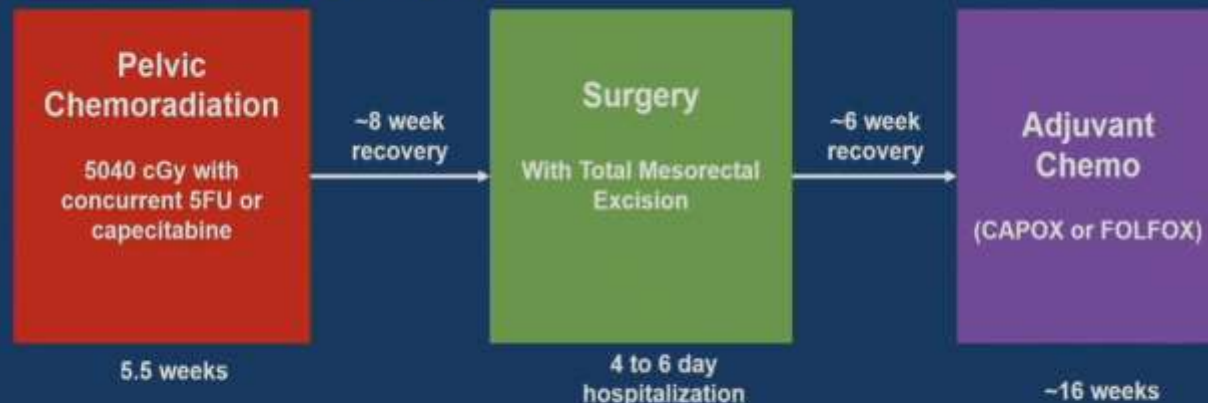 Pelvic
Chemoradiation
5040 cGy with
concurrent 5FU or
capecitabine
5.5 weeks
~8 week
recovery
Surgery
With Total Mesorectal
Excision
4 to 6 day
hospitalization
~6 week
recovery
Adjuvant
Chemo
(CAPOX or FOLFOX)
~16 weeks